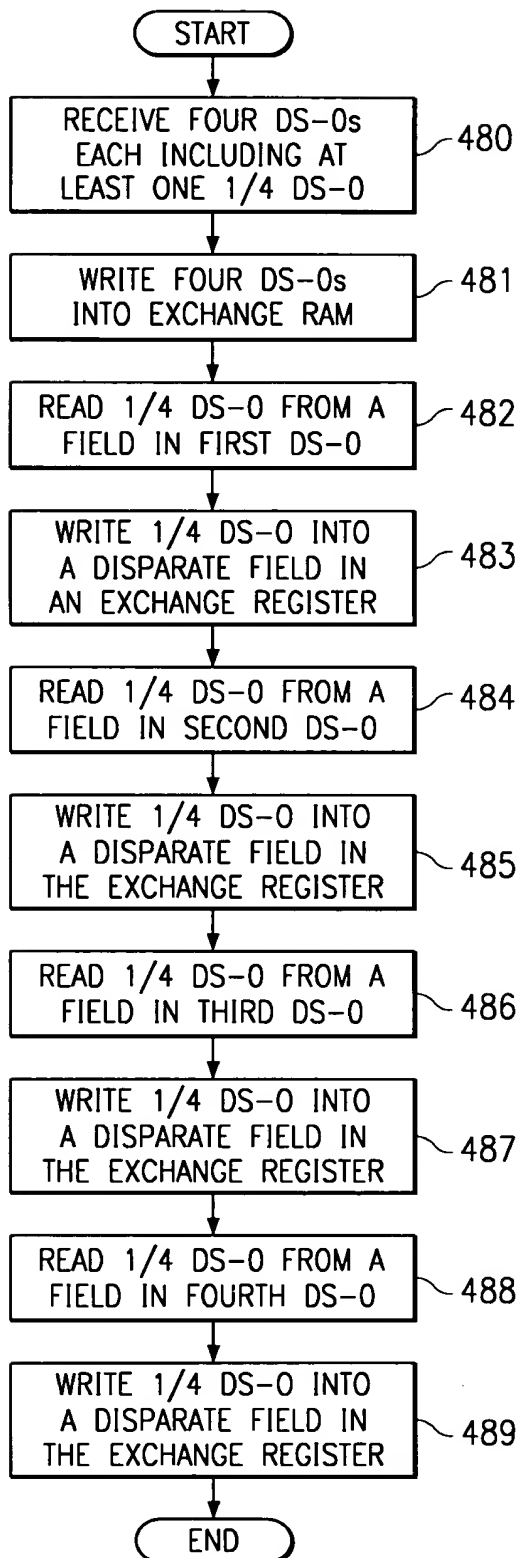 START
RECEIVE FOUR DS-0s
EACH INCLUDING AT
LEAST ONE 1/4 DS-0
480
WRITE FOUR DS-0s
INTO EXCHANGE RAM
481
READ 1/4 DS-0 FROM A
FIELD IN FIRST DS-0
482
WRITE 1/4 DS-0 INTO
A DISPARATE FIELD IN
AN EXCHANGE REGISTER
483
READ 1/4 DS-0 FROM A
FIELD IN SECOND DS-0
484
WRITE 1/4 DS-0 INTO
A DISPARATE FIELD IN
THE EXCHANGE REGISTER
485
READ 1/4 DS-0 FROM A
FIELD IN THIRD DS-0
486
WRITE 1/4 DS-0 INTO
A DISPARATE FIELD IN
THE EXCHANGE REGISTER
487
READ 1/4 DS-0 FROM A
FIELD IN FOURTH DS-0
488
WRITE 1/4 DS-0 INTO
A DISPARATE FIELD IN
THE EXCHANGE REGISTER
489
END